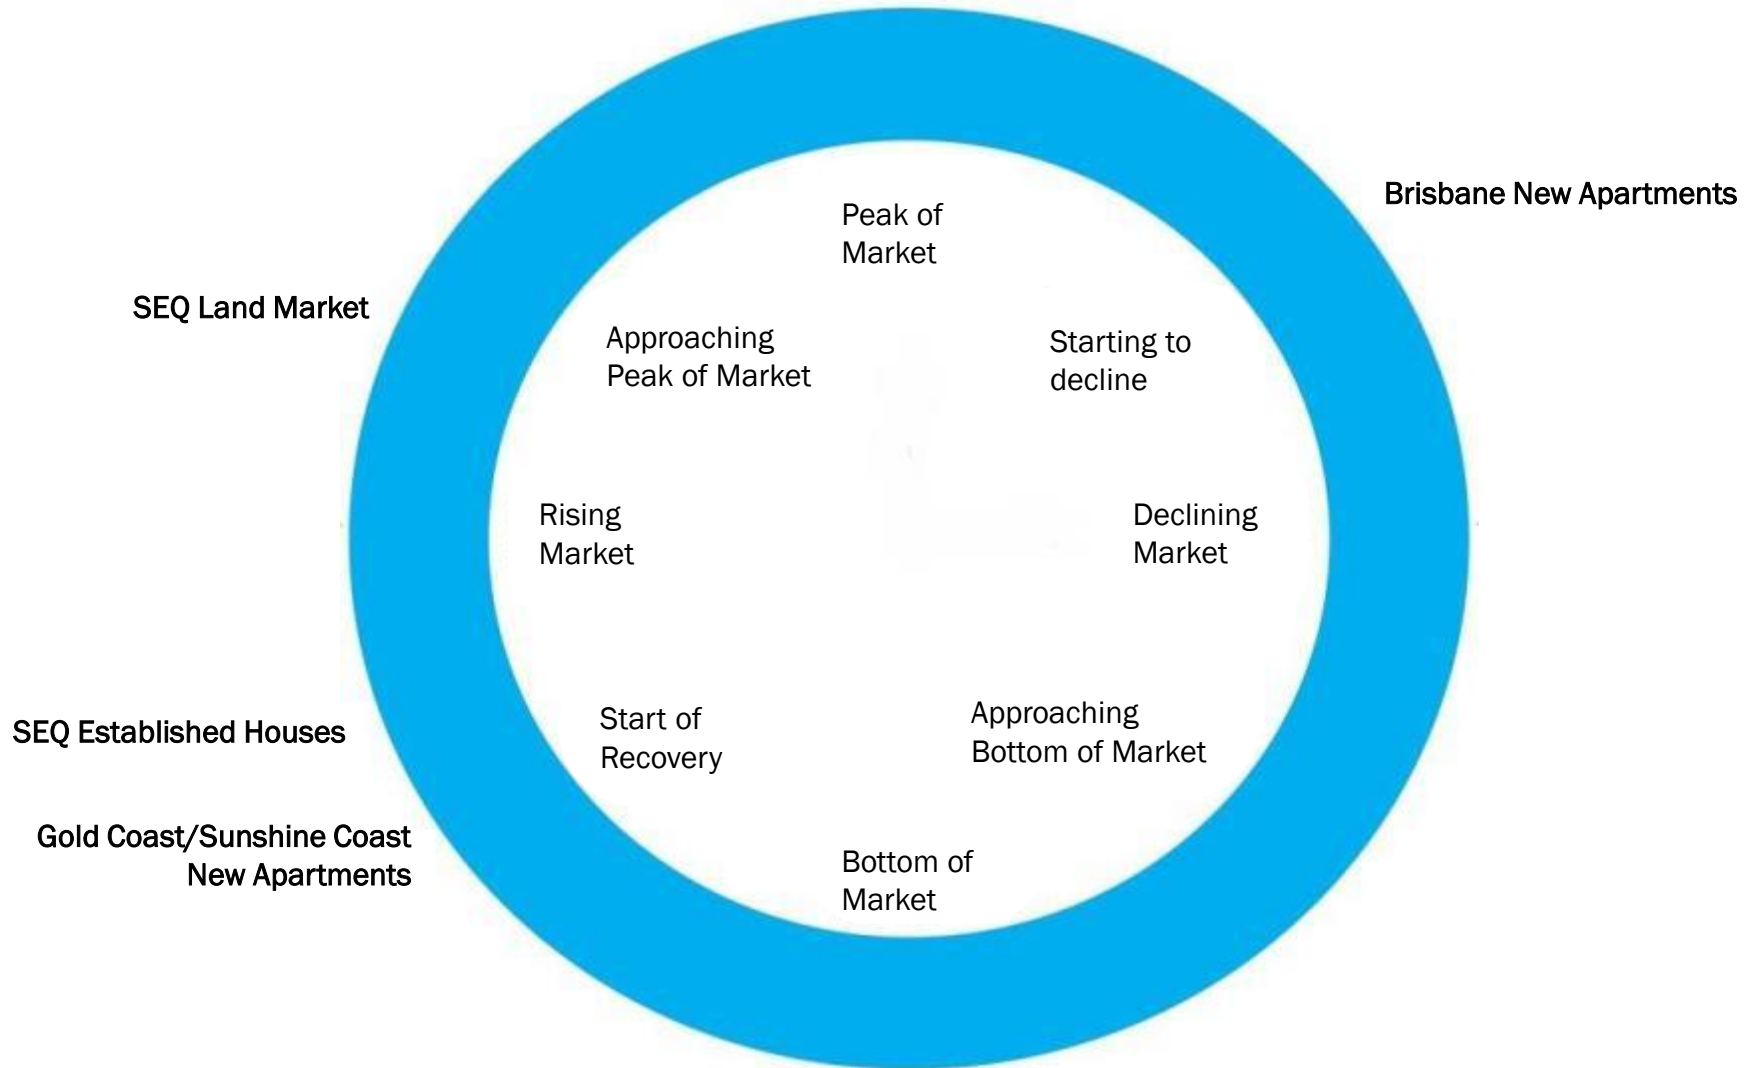 Brisbane New Apartments
Peak of
Market
SEQ Land Market
Approaching
Peak of Market
Starting to
decline
Rising
Market
Declining
Market
SEQ Established Houses
Start of
Recovery
Approaching
Bottom of Market
Gold Coast/Sunshine Coast
New Apartments
Bottom of
Market